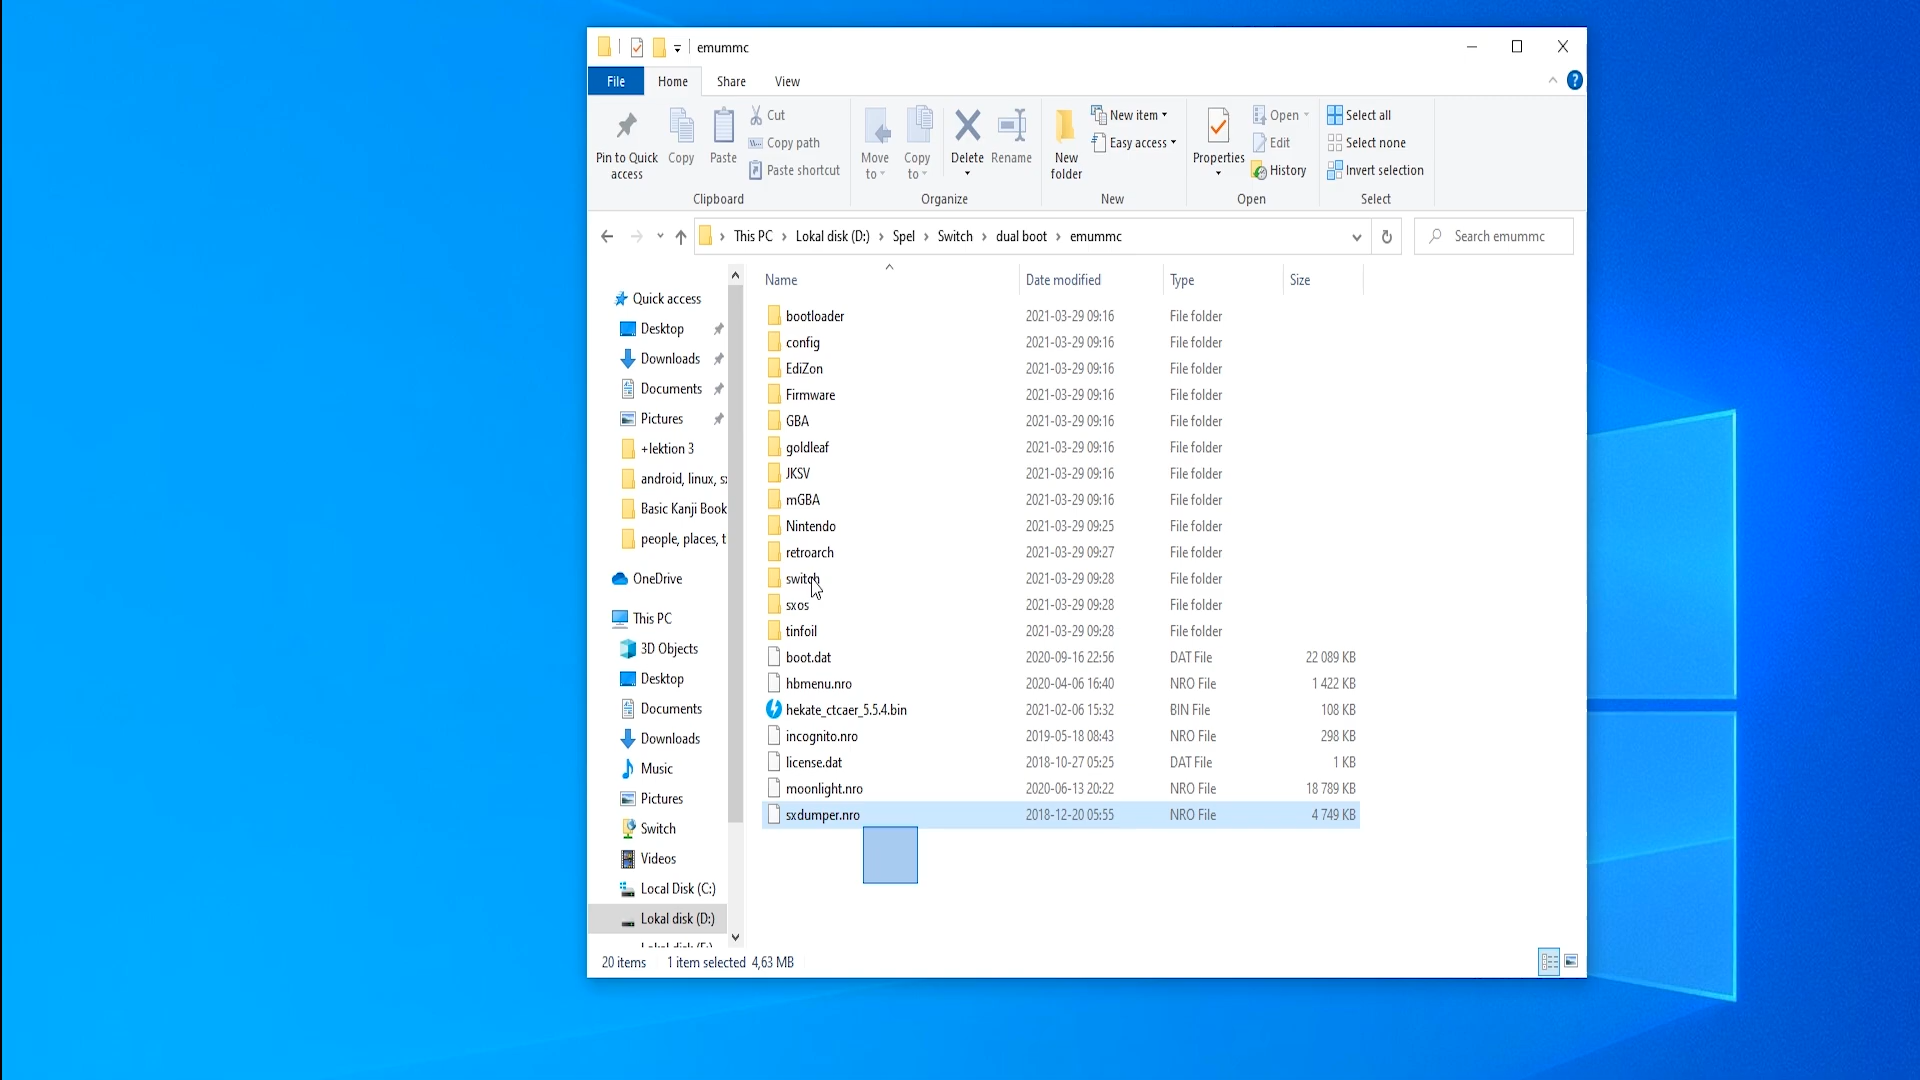 emummc
File Home Share View
Pin to Quick access
Copy
Paste
Cut
Copy path
Paste shortcut
Clipboard
Move to
Copy to
Delete
Rename
Organize
New folder
New item
Easy access
New
Properties
Open
Edit
History
Open
Select all
Select none
Invert selection
Select
This PC › Lokal disk (D:) › Spel › Switch › dual boot › emummc
Search emummc
Quick access
Desktop
Downloads
Documents
Pictures
+lektion 3
android, linux, s
Basic Kanji Book
people, places, t
OneDrive
This PC
3D Objects
Desktop
Documents
Downloads
Music
Pictures
Switch
Videos
Local Disk (C:)
Lokal disk (D:)
Name Date modified Type Size
bootloader 2021-03-29 09:16 File folder
config 2021-03-29 09:16 File folder
EdiZon 2021-03-29 09:16 File folder
Firmware 2021-03-29 09:16 File folder
GBA 2021-03-29 09:16 File folder
goldleaf 2021-03-29 09:16 File folder
JKSV 2021-03-29 09:16 File folder
mGBA 2021-03-29 09:16 File folder
Nintendo 2021-03-29 09:25 File folder
retroarch 2021-03-29 09:27 File folder
switch 2021-03-29 09:28 File folder
sxos 2021-03-29 09:28 File folder
tinfoil 2021-03-29 09:28 File folder
boot.dat 2020-09-16 22:56 DAT File 22 089 KB
hbmenu.nro 2020-04-06 16:40 NRO File 1 422 KB
hekate_ctcaer_5.5.4.bin 2021-02-06 15:32 BIN File 108 KB
incognito.nro 2019-05-18 08:43 NRO File 298 KB
license.dat 2018-10-27 05:25 DAT File 1 KB
moonlight.nro 2020-06-13 20:22 NRO File 18 789 KB
sxdumper.nro 2018-12-20 05:55 NRO File 4 749 KB
20 items 1 item selected 4,63 MB